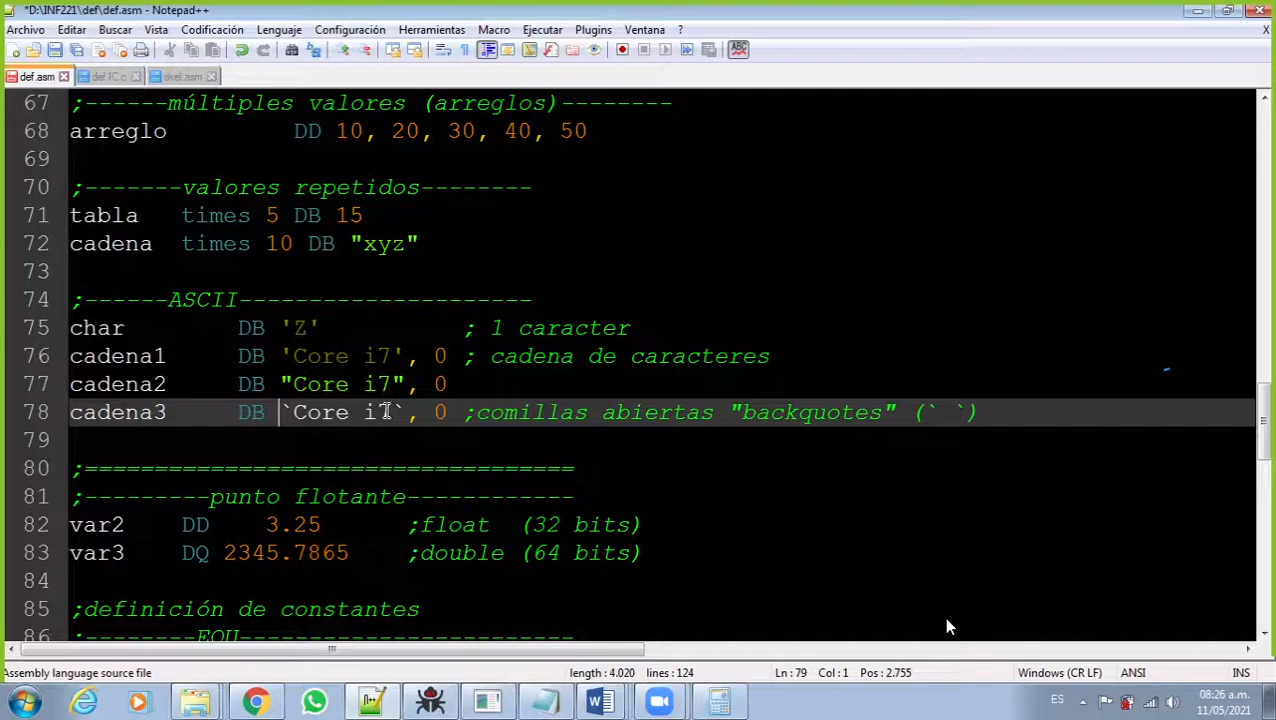 *D:\INF221\def\def.asm - Notepad++
Archivo Editar Buscar Vista Codificación Lenguaje Configuración Herramientas Macro Ejecutar Plugins Ventana ? X
def.asm def1C.c skel.asm
67 ;------múltiples valores (arreglos)--------
68 arreglo DD 10, 20, 30, 40, 50
69
70 ;-------valores repetidos--------
71 tabla times 5 DB 15
72 cadena times 10 DB "xyz"
73
74 ;------ASCII---------------------
75 char DB 'Z' ; 1 caracter
76 cadena1 DB 'Core i7', 0 ; cadena de caracteres
77 cadena2 DB "Core i7", 0
78 cadena3 DB `Core i7`, 0 ;comillas abiertas "backquotes" (` `)
79
80 ;===================================
81 ;---------punto flotante------------
82 var2 DD 3.25 ;float (32 bits)
83 var3 DQ 2345.7865 ;double (64 bits)
84
85 ;definición de constantes
86 ;--------EQU------------------------
Assembly language source file length : 4.020 lines : 124 Ln : 79 Col : 1 Pos : 2.755 Windows (CR LF) ANSI INS
ES 08:26 a.m.
11/05/2021